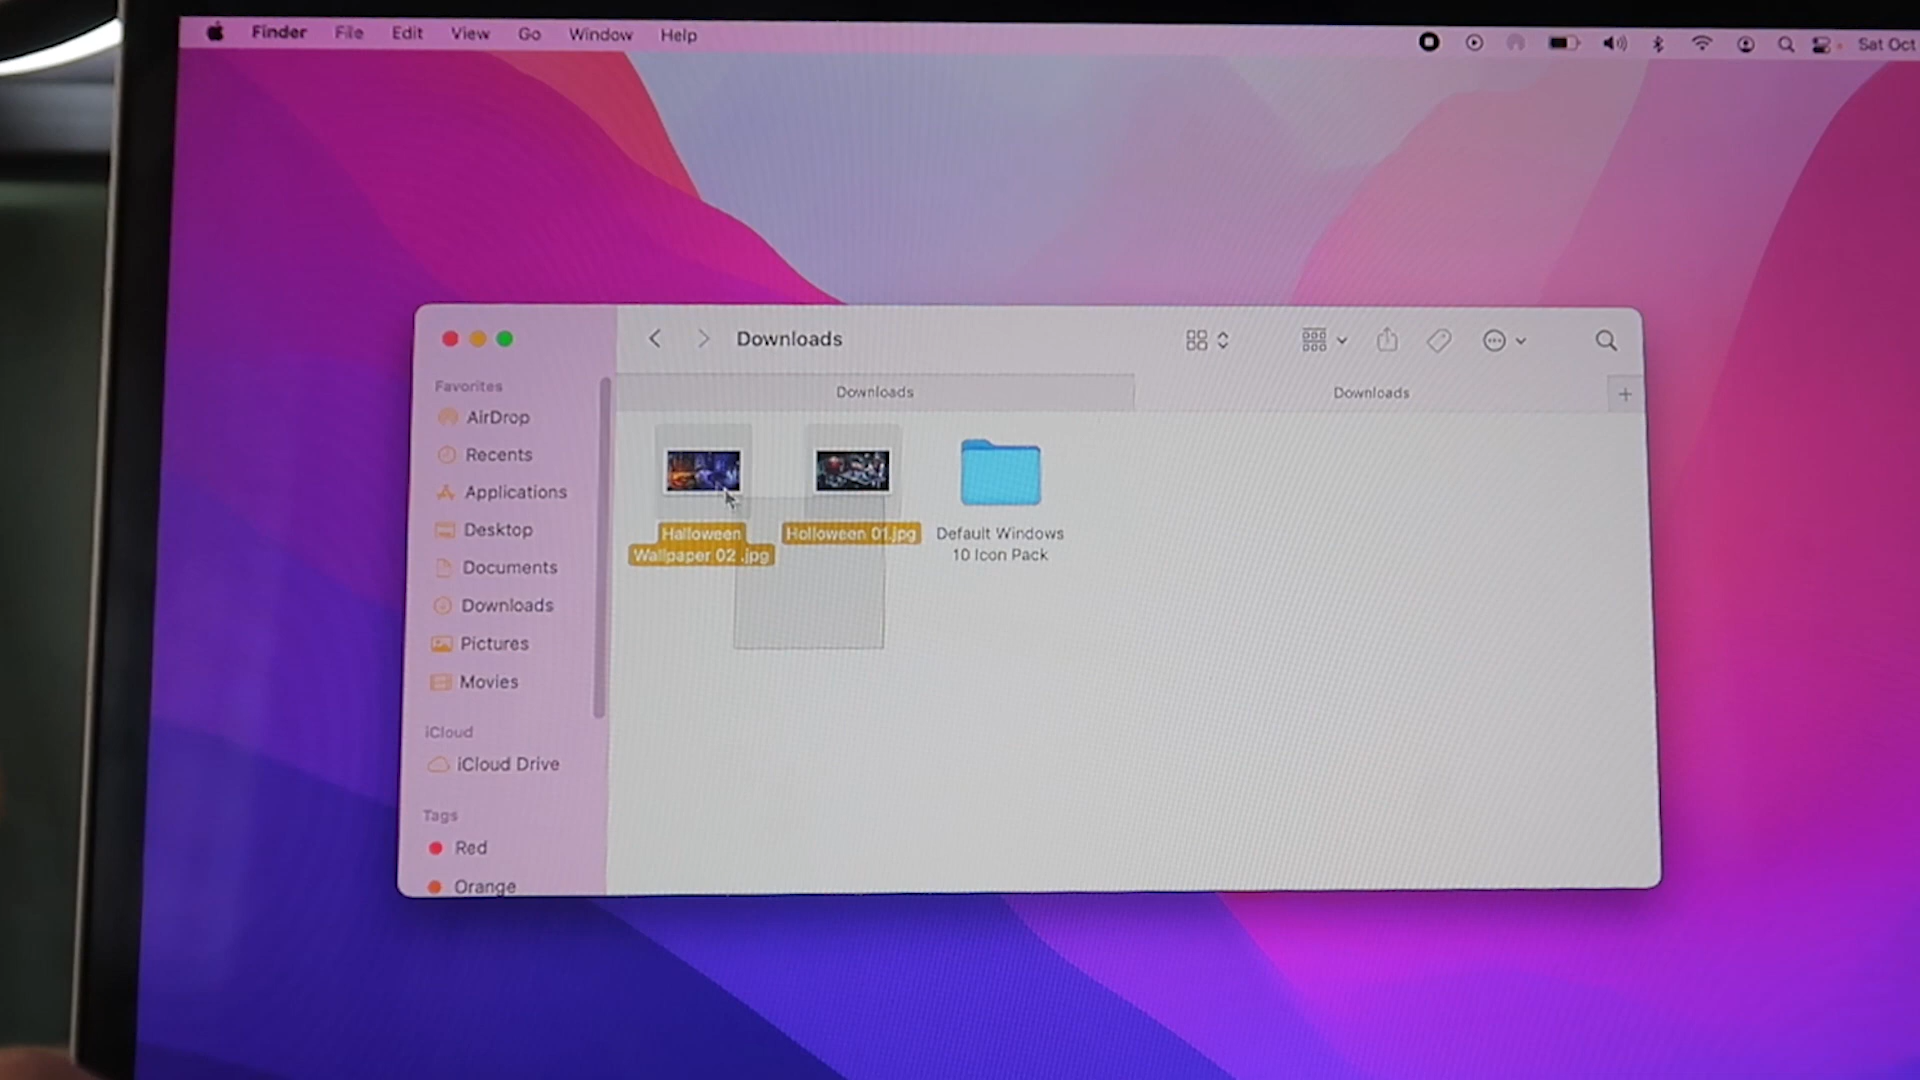 Finder File Edit View Go Window Help
Sat Oct
Downloads
Downloads
Downloads
Favorites
AirDrop
Recents
Applications
Desktop
Documents
Downloads
Pictures
Movies
iCloud
iCloud Drive
Tags
Red
Orange
Halloween
Wallpaper 02 .jpg
Holloween 01.jpg
Default Windows
10 Icon Pack